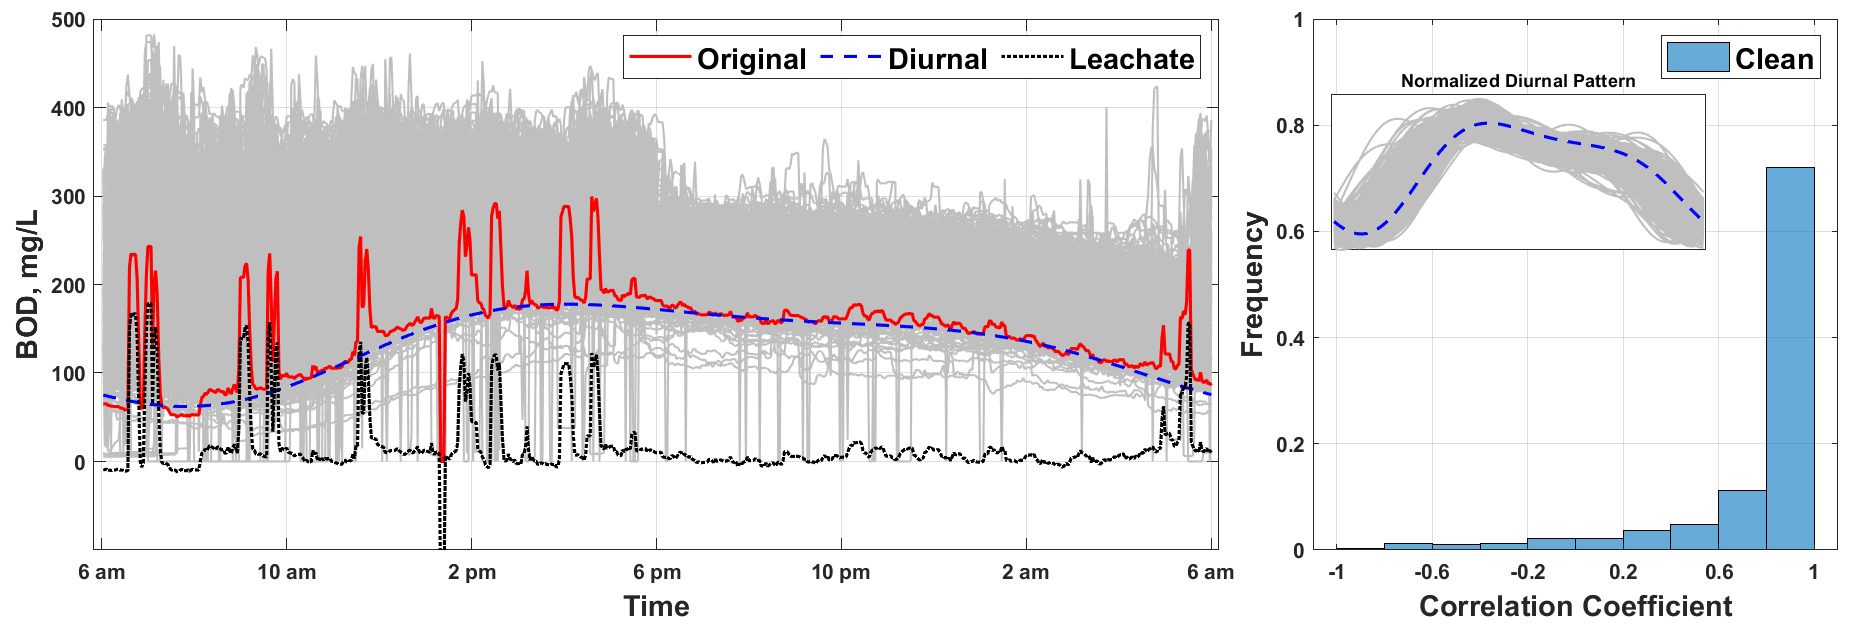 500
400
300
200
100
0
BOD, mg/L
Original Diurnal Leachate
6 am 10 am 2 pm 6 pm 10 pm 2 am 6 am
Time
1
0.8
0.6
0.4
0.2
0
Frequency
Clean
Normalized Diurnal Pattern
-1 -0.6 -0.2 0.2 0.6 1
Correlation Coefficient